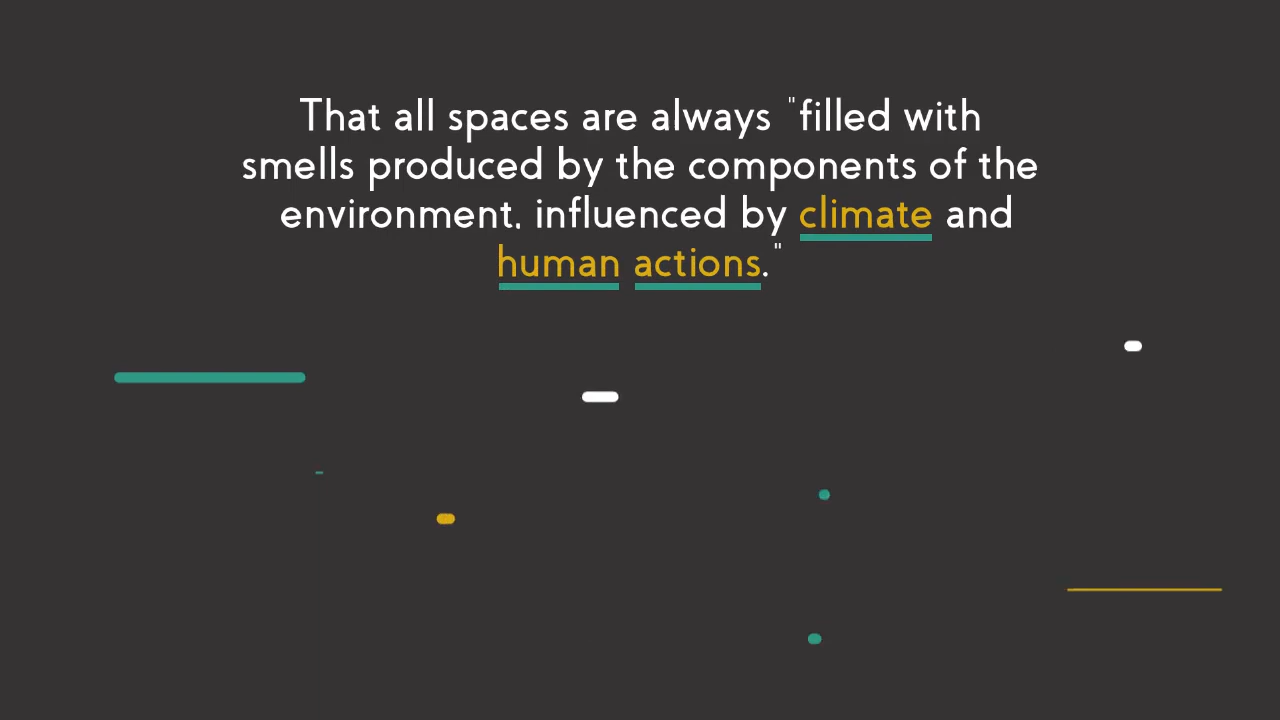 That all spaces are always "filled with
smells produced by the components of the
environment, influenced by climate and
human actions."